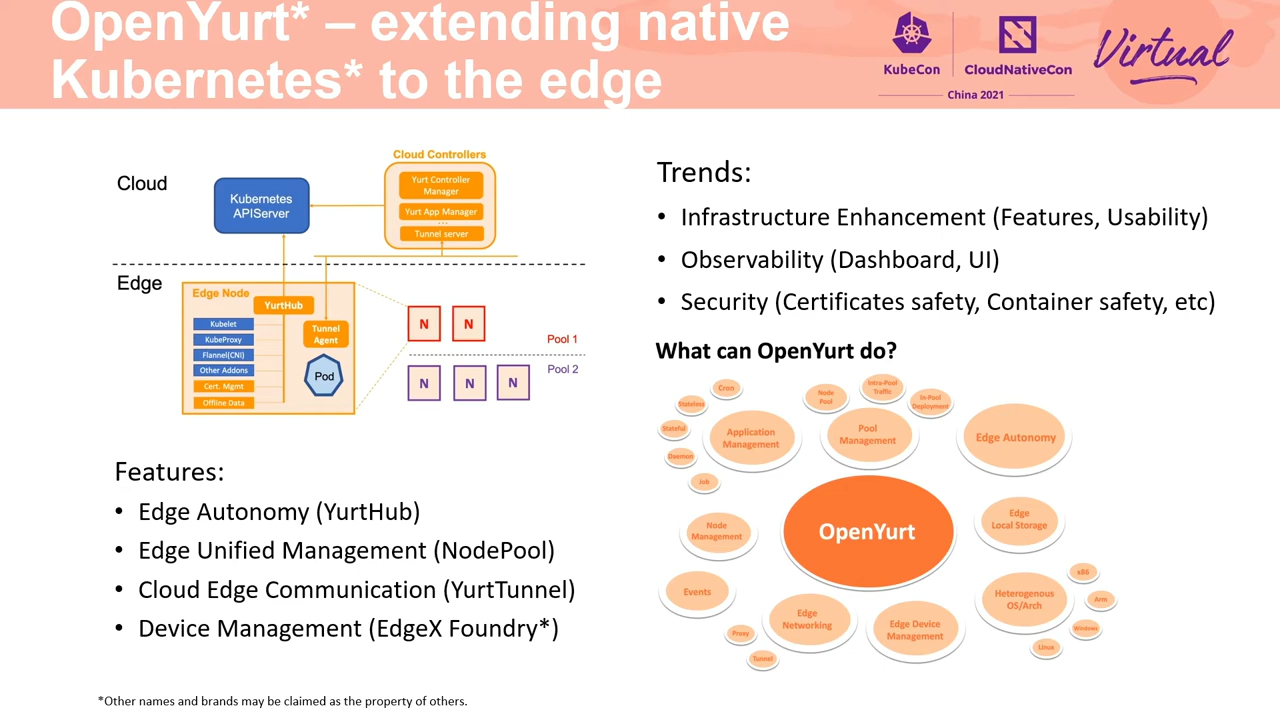 OpenYurt* – extending native
Kubernetes* to the edge
KubeCon
CloudNativeCon
China 2021
Virtual
Cloud
Kubernetes
APIServer
Cloud Controllers
Yurt Controller
Manager
Yurt App Manager
...
Tunnel server
Edge
Edge Node
YurtHub
Kubelet
KubeProxy
Flannel(CNI)
Other Addons
Cert. Mgmt
Offline Data
Tunnel
Agent
Pod
N
N
Pool 1
N
N
N
Pool 2
Features:
• Edge Autonomy (YurtHub)
• Edge Unified Management (NodePool)
• Cloud Edge Communication (YurtTunnel)
• Device Management (EdgeX Foundry*)
Trends:
• Infrastructure Enhancement (Features, Usability)
• Observability (Dashboard, UI)
• Security (Certificates safety, Container safety, etc)
What can OpenYurt do?
Cron
Stateless
Stateful
Daemon
Job
Application
Management
Node
Pool
Intra-Pool
Traffic
In-Pool
Deployment
Pool
Management
Edge Autonomy
OpenYurt
Node
Management
Edge
Local Storage
Events
Edge
Networking
Proxy
Tunnel
Edge Device
Management
Heterogenous
OS/Arch
x86
Arm
Windows
Linux
*Other names and brands may be claimed as the property of others.